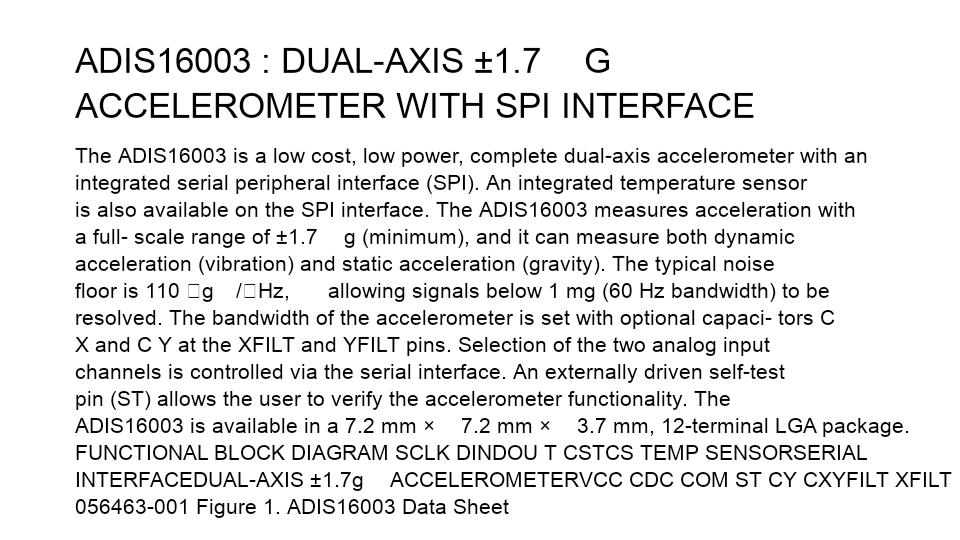 ADIS16003 : DUAL-AXIS ±1.7 G
ACCELEROMETER WITH SPI INTERFACE
The ADIS16003 is a low cost, low power, complete dual-axis accelerometer with an
integrated serial peripheral interface (SPI). An integrated temperature sensor
is also available on the SPI interface. The ADIS16003 measures acceleration with
a full- scale range of ±1.7 g (minimum), and it can measure both dynamic
acceleration (vibration) and static acceleration (gravity). The typical noise
floor is 110 □g /□Hz, allowing signals below 1 mg (60 Hz bandwidth) to be
resolved. The bandwidth of the accelerometer is set with optional capaci- tors C
X and C Y at the XFILT and YFILT pins. Selection of the two analog input
channels is controlled via the serial interface. An externally driven self-test
pin (ST) allows the user to verify the accelerometer functionality. The
ADIS16003 is available in a 7.2 mm × 7.2 mm × 3.7 mm, 12-terminal LGA package.
FUNCTIONAL BLOCK DIAGRAM SCLK DINDOU T CSTCS TEMP SENSORSERIAL
INTERFACEDUAL-AXIS ±1.7g ACCELEROMETERVCC CDC COM ST CY CXYFILT XFILT
056463-001 Figure 1. ADIS16003 Data Sheet